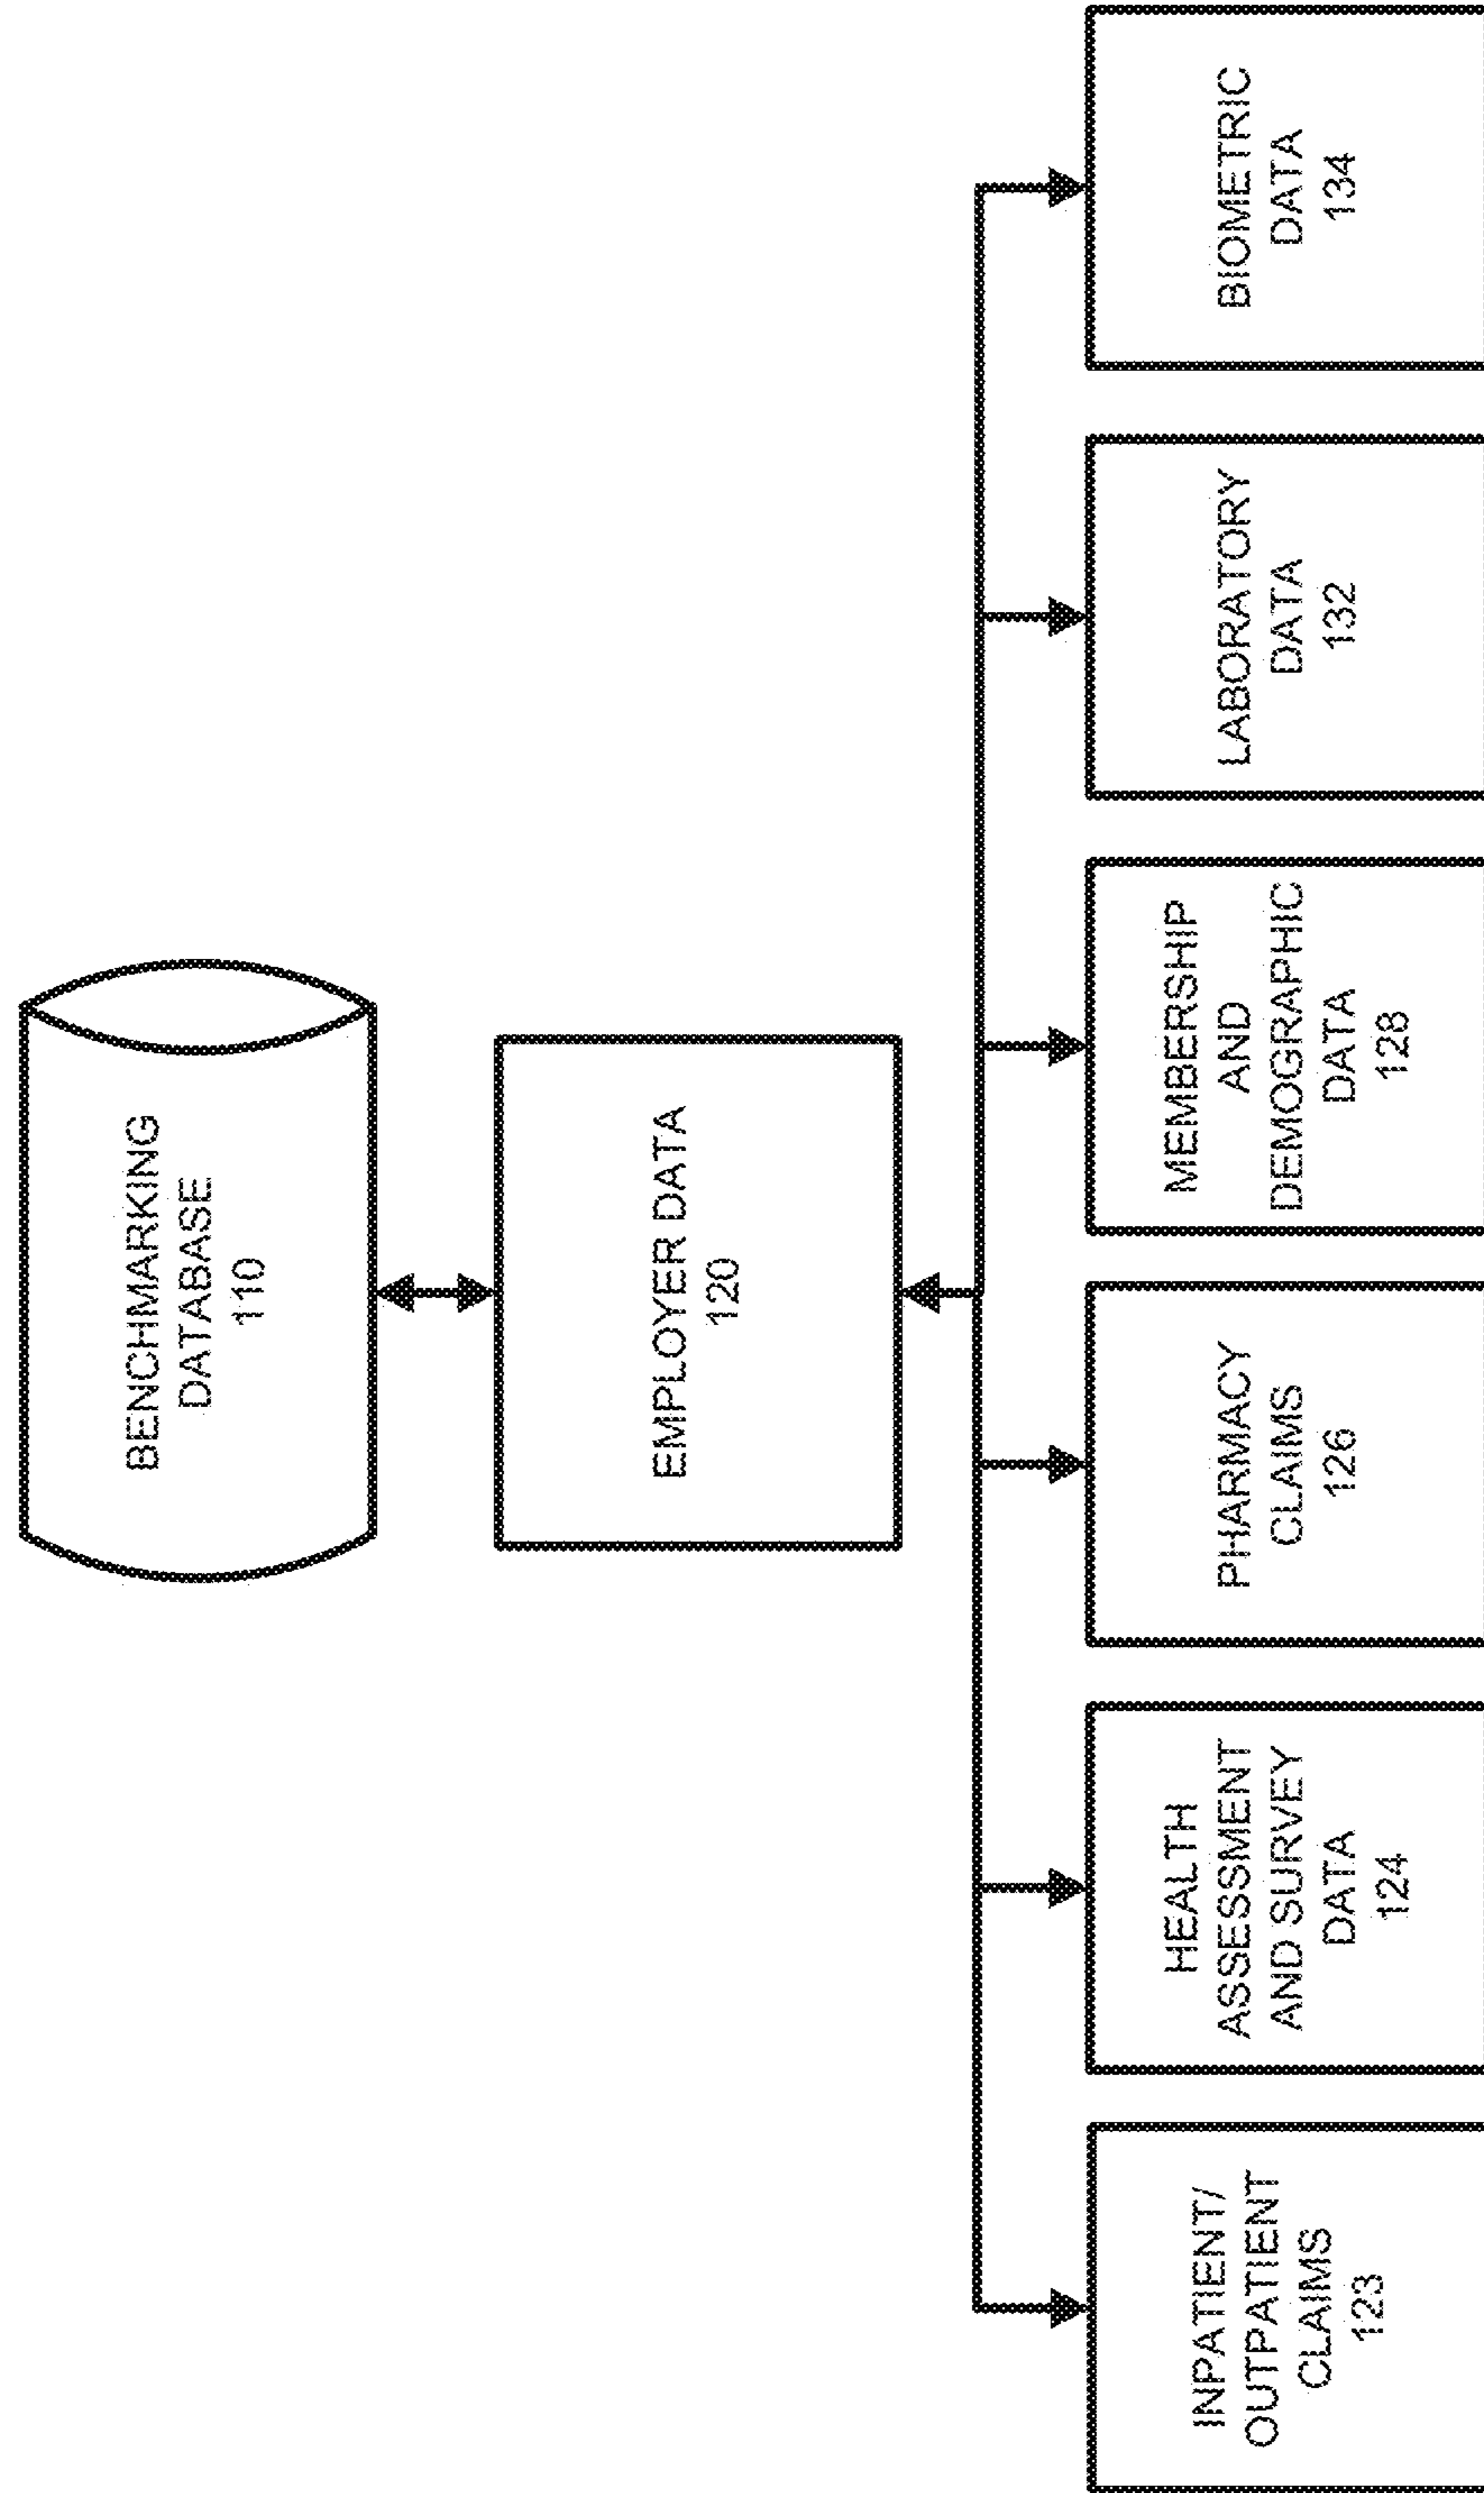 BENCHMARKING
DATABASE
110
EMPLOYER DATA
120
INPATIENT/
OUTPATIENT
CLAIMS
123
HEALTH
ASSESSMENT
AND SURVEY
DATA
124
PHARMACY
CLAIMS
126
MEMBERSHIP
AND
DEMOGRAPHIC
DATA
128
LABORATORY
DATA
132
BIOMETRIC
DATA
134